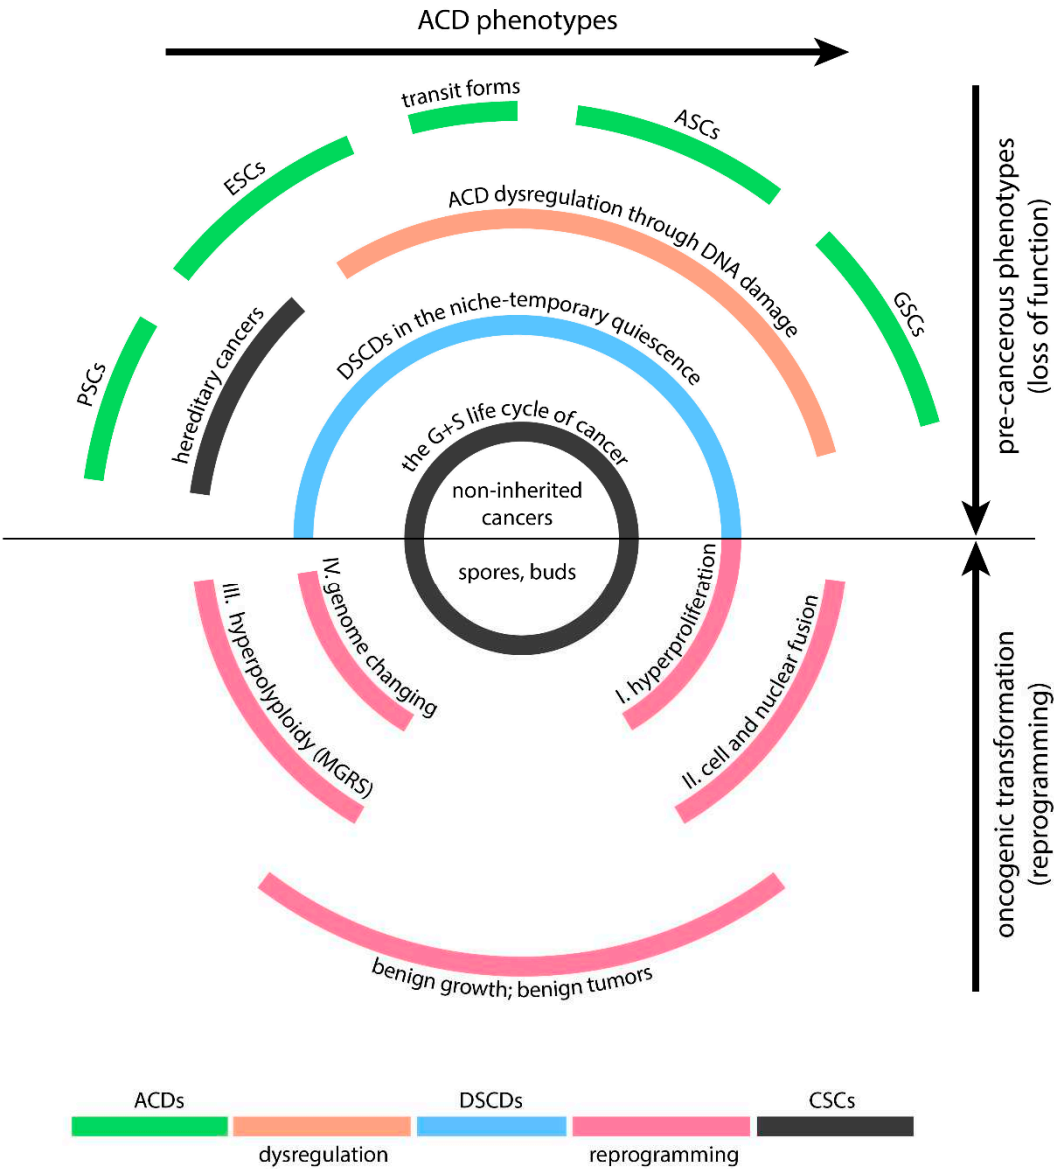 ACD phenotypes
transit forms
ASCs
ESCs
GSCs
PSCs
ACD dysregulation through DNA damage
hereditary cancers
DSCDs in the niche-temporary quiescence
the G+S life cycle of cancer
non-inherited
cancers
spores, buds
pre-cancerous phenotypes
(loss of function)
IV. genome changing
I. hyperproliferation
III. hyperpolyploidy (MGRS)
II. cell and nuclear fusion
oncogenic transformation
(reprogramming)
benign growth; benign tumors
ACDs
DSCDs
CSCs
dysregulation
reprogramming